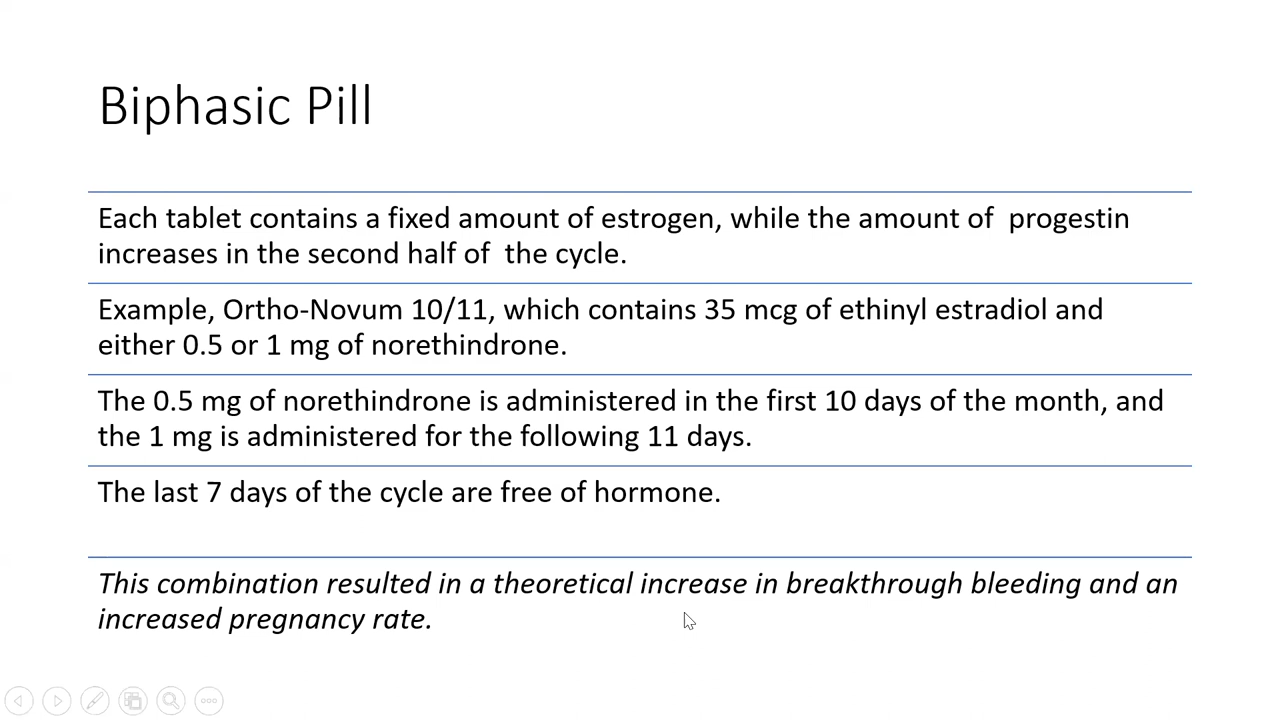 Biphasic Pill
Each tablet contains a fixed amount of estrogen, while the amount of  progestin
increases in the second half of  the cycle.
Example, Ortho-Novum 10/11, which contains 35 mcg of ethinyl estradiol and
either 0.5 or 1 mg of norethindrone.
The 0.5 mg of norethindrone is administered in the first 10 days of the month, and
the 1 mg is administered for the following 11 days.
The last 7 days of the cycle are free of hormone.
This combination resulted in a theoretical increase in breakthrough bleeding and an
increased pregnancy rate.